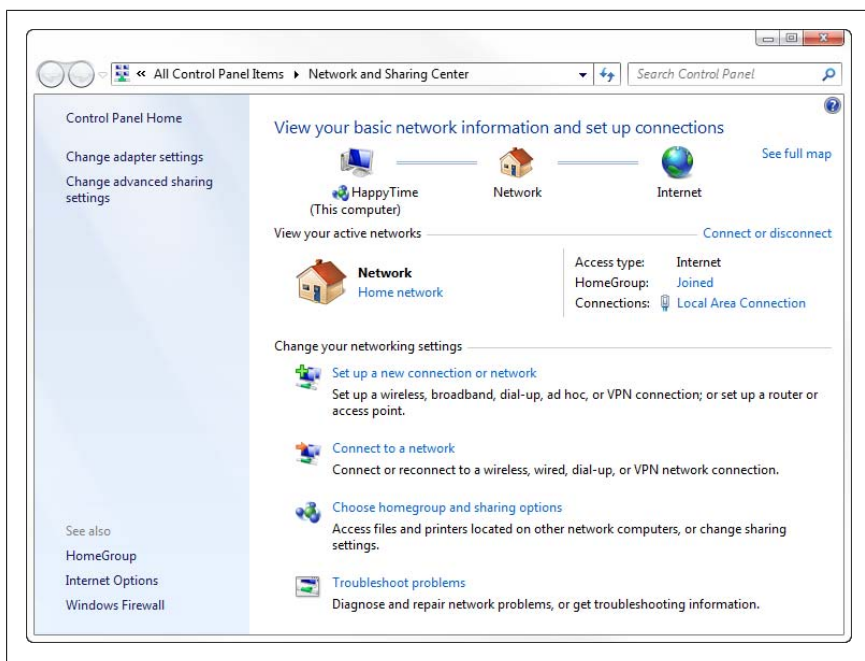 « All Control Panel Items ▸ Network and Sharing Center
Search Control Panel
Control Panel Home
Change adapter settings
Change advanced sharing
settings
See also
HomeGroup
Internet Options
Windows Firewall
View your basic network information and set up connections
See full map
HappyTime
(This computer)
Network
Internet
View your active networks
Connect or disconnect
Network
Home network
Access type: Internet
HomeGroup: Joined
Connections: Local Area Connection
Change your networking settings
Set up a new connection or network
Set up a wireless, broadband, dial-up, ad hoc, or VPN connection; or set up a router or
access point.
Connect to a network
Connect or reconnect to a wireless, wired, dial-up, or VPN network connection.
Choose homegroup and sharing options
Access files and printers located on other network computers, or change sharing
settings.
Troubleshoot problems
Diagnose and repair network problems, or get troubleshooting information.